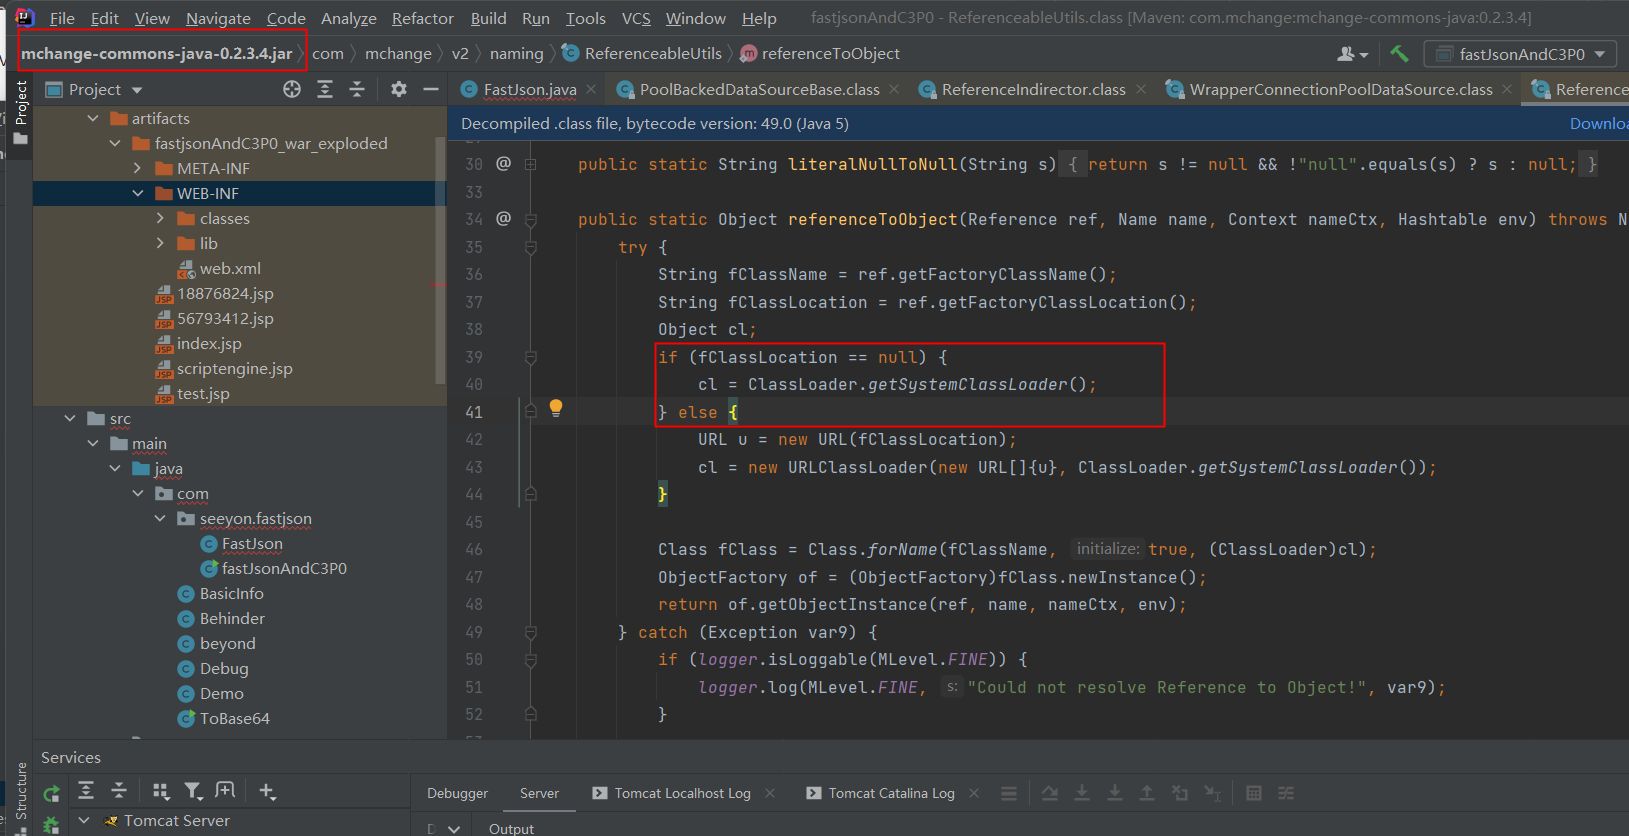 File Edit View Navigate Code Analyze Refactor Build Run Tools VCS Window Help fastjsonAndC3P0 - ReferenceableUtils.class [Maven: com.mchange:mchange-commons-java:0.2.3.4]
mchange-commons-java-0.2.3.4.jar com mchange v2 naming ReferenceableUtils referenceToObject fastJsonAndC3P0
Project
Project
FastJson.java PoolBackedDataSourceBase.class ReferenceIndirector.class WrapperConnectionPoolDataSource.class Reference
artifacts
fastjsonAndC3P0_war_exploded
META-INF
WEB-INF
classes
lib
web.xml
18876824.jsp
56793412.jsp
index.jsp
scriptengine.jsp
test.jsp
src
main
java
com
seeyon.fastjson
FastJson
fastJsonAndC3P0
BasicInfo
Behinder
beyond
Debug
Demo
ToBase64
Decompiled .class file, bytecode version: 49.0 (Java 5) Downloa
30 @ public static String literalNullToNull(String s) { return s != null && !"null".equals(s) ? s : null; }
33
34 @ public static Object referenceToObject(Reference ref, Name name, Context nameCtx, Hashtable env) throws N
35 try {
36 String fClassName = ref.getFactoryClassName();
37 String fClassLocation = ref.getFactoryClassLocation();
38 Object cl;
39 if (fClassLocation == null) {
40 cl = ClassLoader.getSystemClassLoader();
41 } else {
42 URL u = new URL(fClassLocation);
43 cl = new URLClassLoader(new URL[]{u}, ClassLoader.getSystemClassLoader());
44 }
45
46 Class fClass = Class.forName(fClassName, initialize: true, (ClassLoader)cl);
47 ObjectFactory of = (ObjectFactory)fClass.newInstance();
48 return of.getObjectInstance(ref, name, nameCtx, env);
49 } catch (Exception var9) {
50 if (logger.isLoggable(MLevel.FINE)) {
51 logger.log(MLevel.FINE, s: "Could not resolve Reference to Object!", var9);
52 }
Services
Structure
Debugger Server Tomcat Localhost Log Tomcat Catalina Log
Tomcat Server
D Output